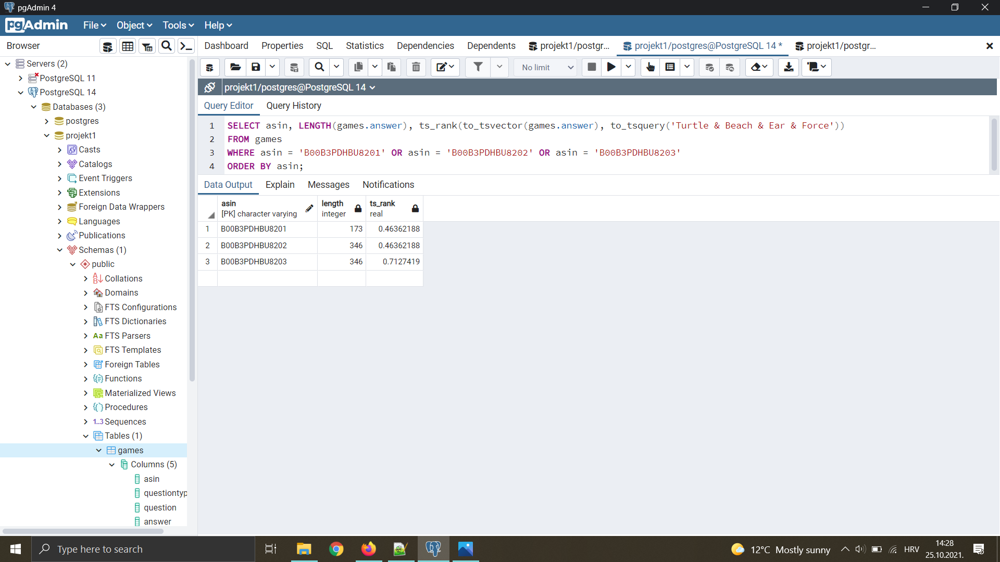 pgAdmin 4
pgAdmin File Object Tools Help
Browser
Dashboard Properties SQL Statistics Dependencies Dependents projekt1/postgr... projekt1/postgres@PostgreSQL 14 * projekt1/postgr...
No limit
projekt1/postgres@PostgreSQL 14
Query Editor Query History
1 SELECT asin, LENGTH(games.answer), ts_rank(to_tsvector(games.answer), to_tsquery('Turtle & Beach & Ear & Force'))
2 FROM games
3 WHERE asin = 'B00B3PDHBU8201' OR asin = 'B00B3PDHBU8202' OR asin = 'B00B3PDHBU8203'
4 ORDER BY asin;
Data Output Explain Messages Notifications
asin length ts_rank
[PK] character varying integer real
1 B00B3PDHBU8201 173 0.46362188
2 B00B3PDHBU8202 346 0.46362188
3 B00B3PDHBU8203 346 0.7127419
Servers (2)
PostgreSQL 11
PostgreSQL 14
Databases (3)
postgres
projekt1
Casts
Catalogs
Event Triggers
Extensions
Foreign Data Wrappers
Languages
Publications
Schemas (1)
public
Collations
Domains
FTS Configurations
FTS Dictionaries
Aa FTS Parsers
FTS Templates
Foreign Tables
Functions
Materialized Views
Procedures
1..3 Sequences
Tables (1)
games
Columns (5)
asin
questiontyp
question
answer
Type here to search
12°C Mostly sunny
HRV
14:28
25.10.2021.